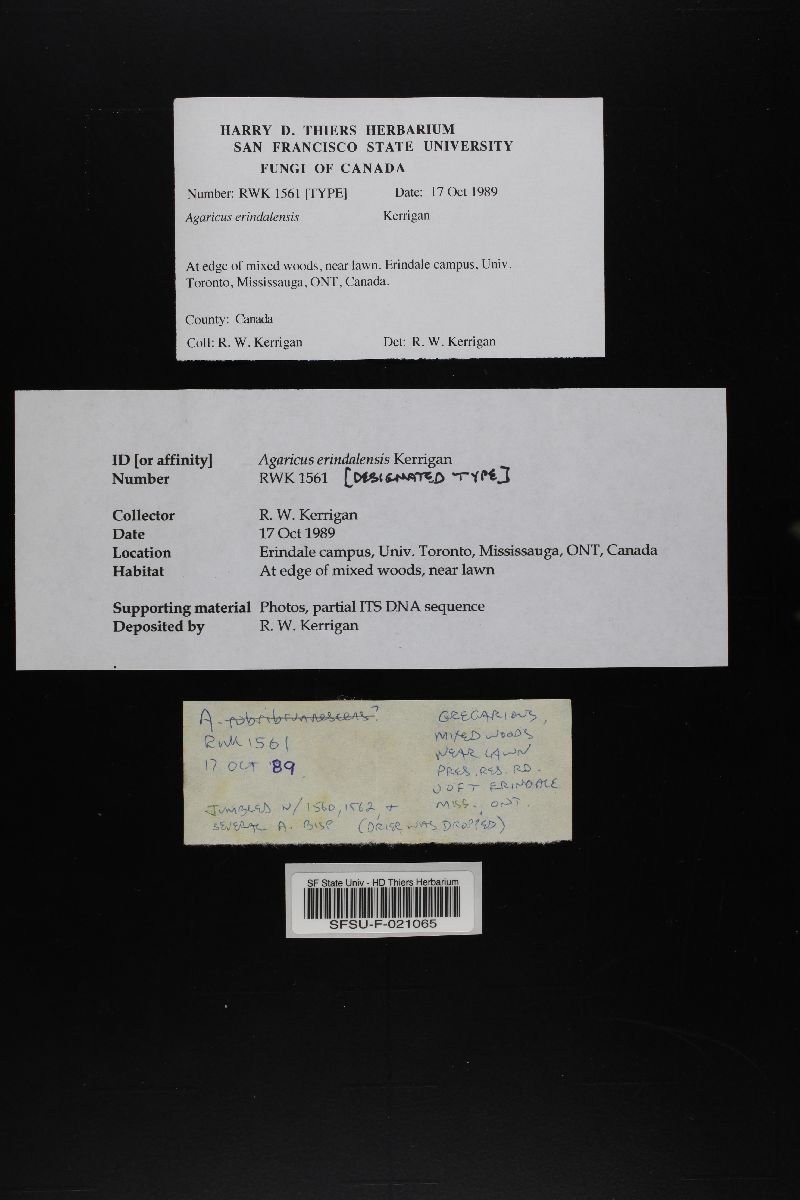 HARRY D. THIERS HERBARIUM
SAN FRANCISCO STATE UNIVERSITY
FUNGI OF CANADA
Number: RWK 1561 [TYPE] Date: 17 Oct 1989
Agaricus erindalensis Kerrigan
At edge of mixed woods, near lawn. Erindale campus, Univ.
Toronto, Mississauga, ONT, Canada.
County: Canada
Coll: R. W. Kerrigan Det: R. W. Kerrigan
ID [or affinity] Agaricus erindalensis Kerrigan
Number RWK 1561 [DESIGNATED TYPE]
Collector R. W. Kerrigan
Date 17 Oct 1989
Location Erindale campus, Univ. Toronto, Mississauga, ONT, Canada
Habitat At edge of mixed woods, near lawn
Supporting material Photos, partial ITS DNA sequence
Deposited by R. W. Kerrigan
A. rubribrunnescens?
RWK 1561
17 OCT '89
GREGARIOUS,
MIXED WOODS
NEAR LAWN
PRES. RES. RD.
U OF T ERINDALE
MISS., ONT.
JUMBLED W/ 1560, 1562, +
SEVERAL A. BISP (DRIER WAS DROPPED)
SF State Univ - HD Thiers Herbarium
SFSU-F-021065